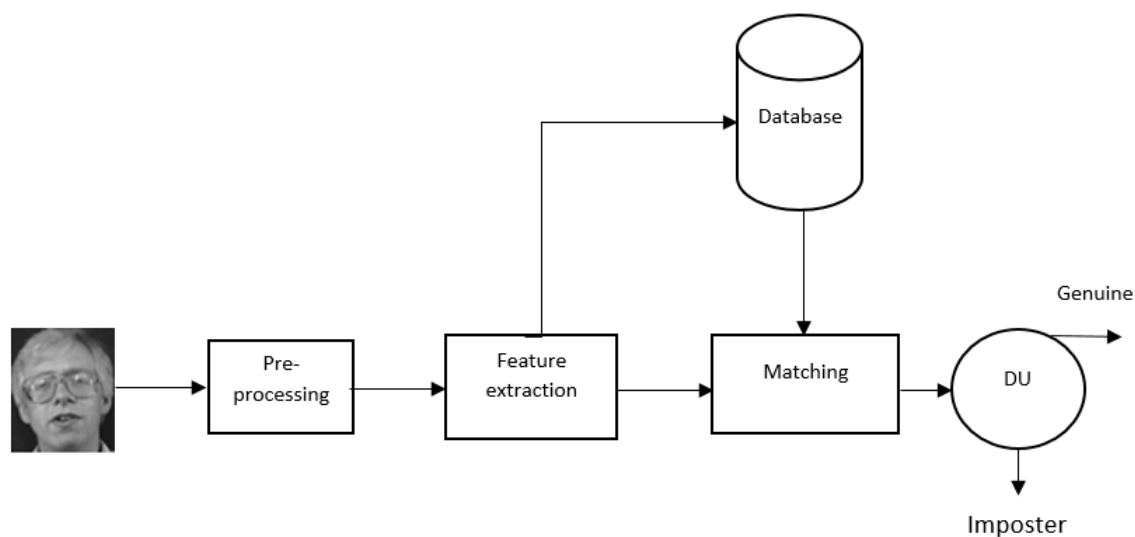 Database
Genuine
Pre-
processing
Feature
extraction
Matching
DU
Imposter